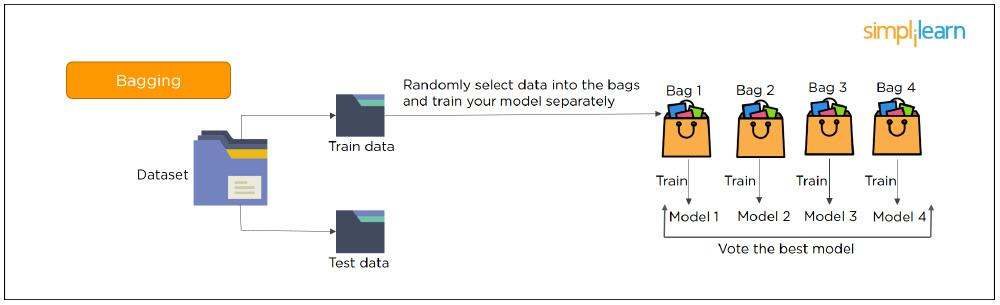 simplilearn
Bagging
Randomly select data into the bags
and train your model separately
Bag 1 Bag 2 Bag 3 Bag 4
Train data
Dataset
Train Train Train Train
Model 1 Model 2 Model 3 Model 4
Vote the best model
Test data